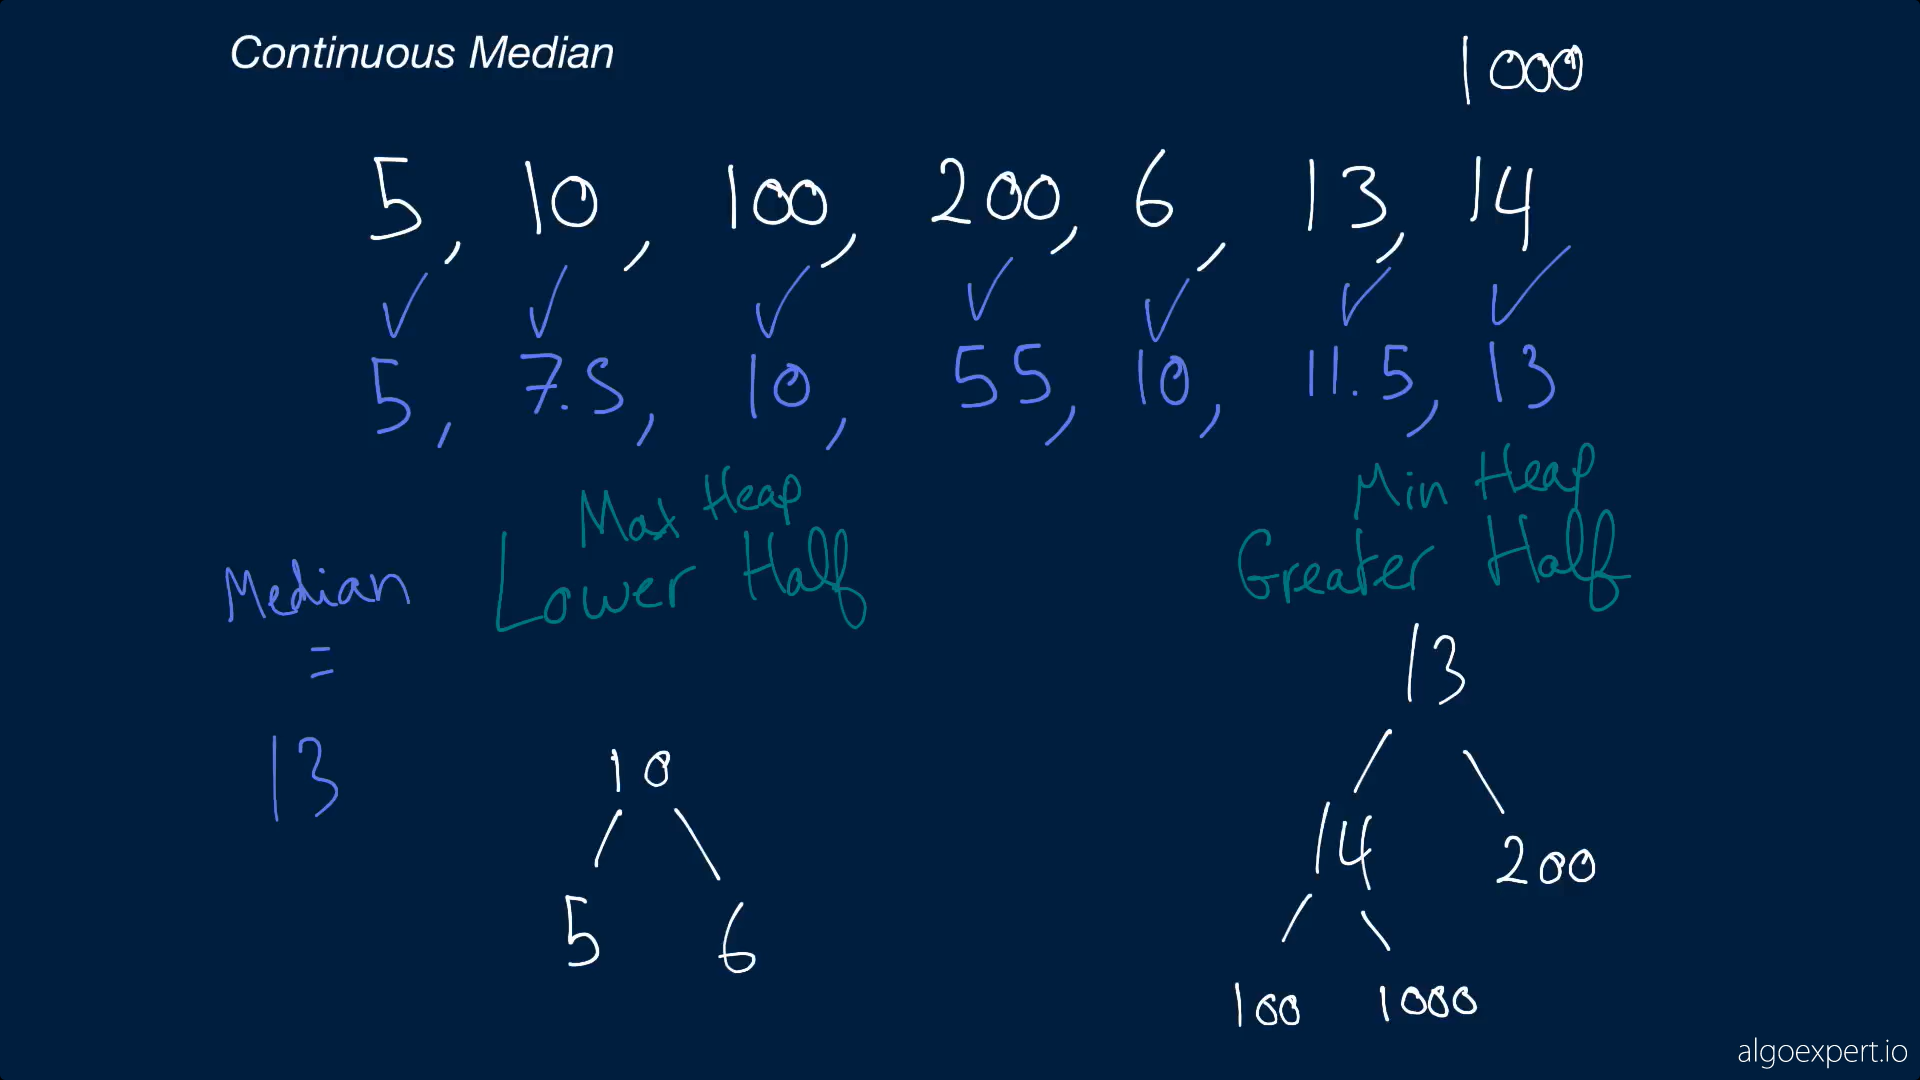 Continuous Median
1000
5, 10, 100, 200, 6, 13, 14
5, 7.5, 10, 55, 10, 11.5, 13
Max Heap
Lower Half
Min Heap
Greater Half
Median
=
13
10
5 6
13
14 200
100 1000
algoexpert.io